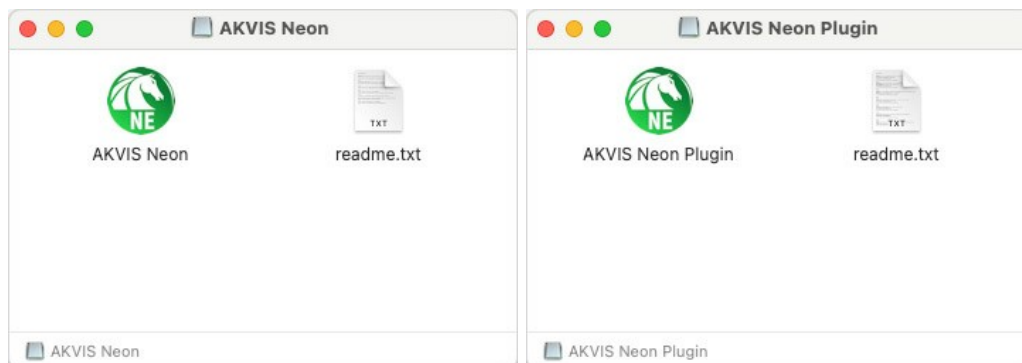 AKVIS Neon
NE
TXT
AKVIS Neon
readme.txt
AKVIS Neon
AKVIS Neon Plugin
NE
TXT
AKVIS Neon Plugin
readme.txt
AKVIS Neon Plugin